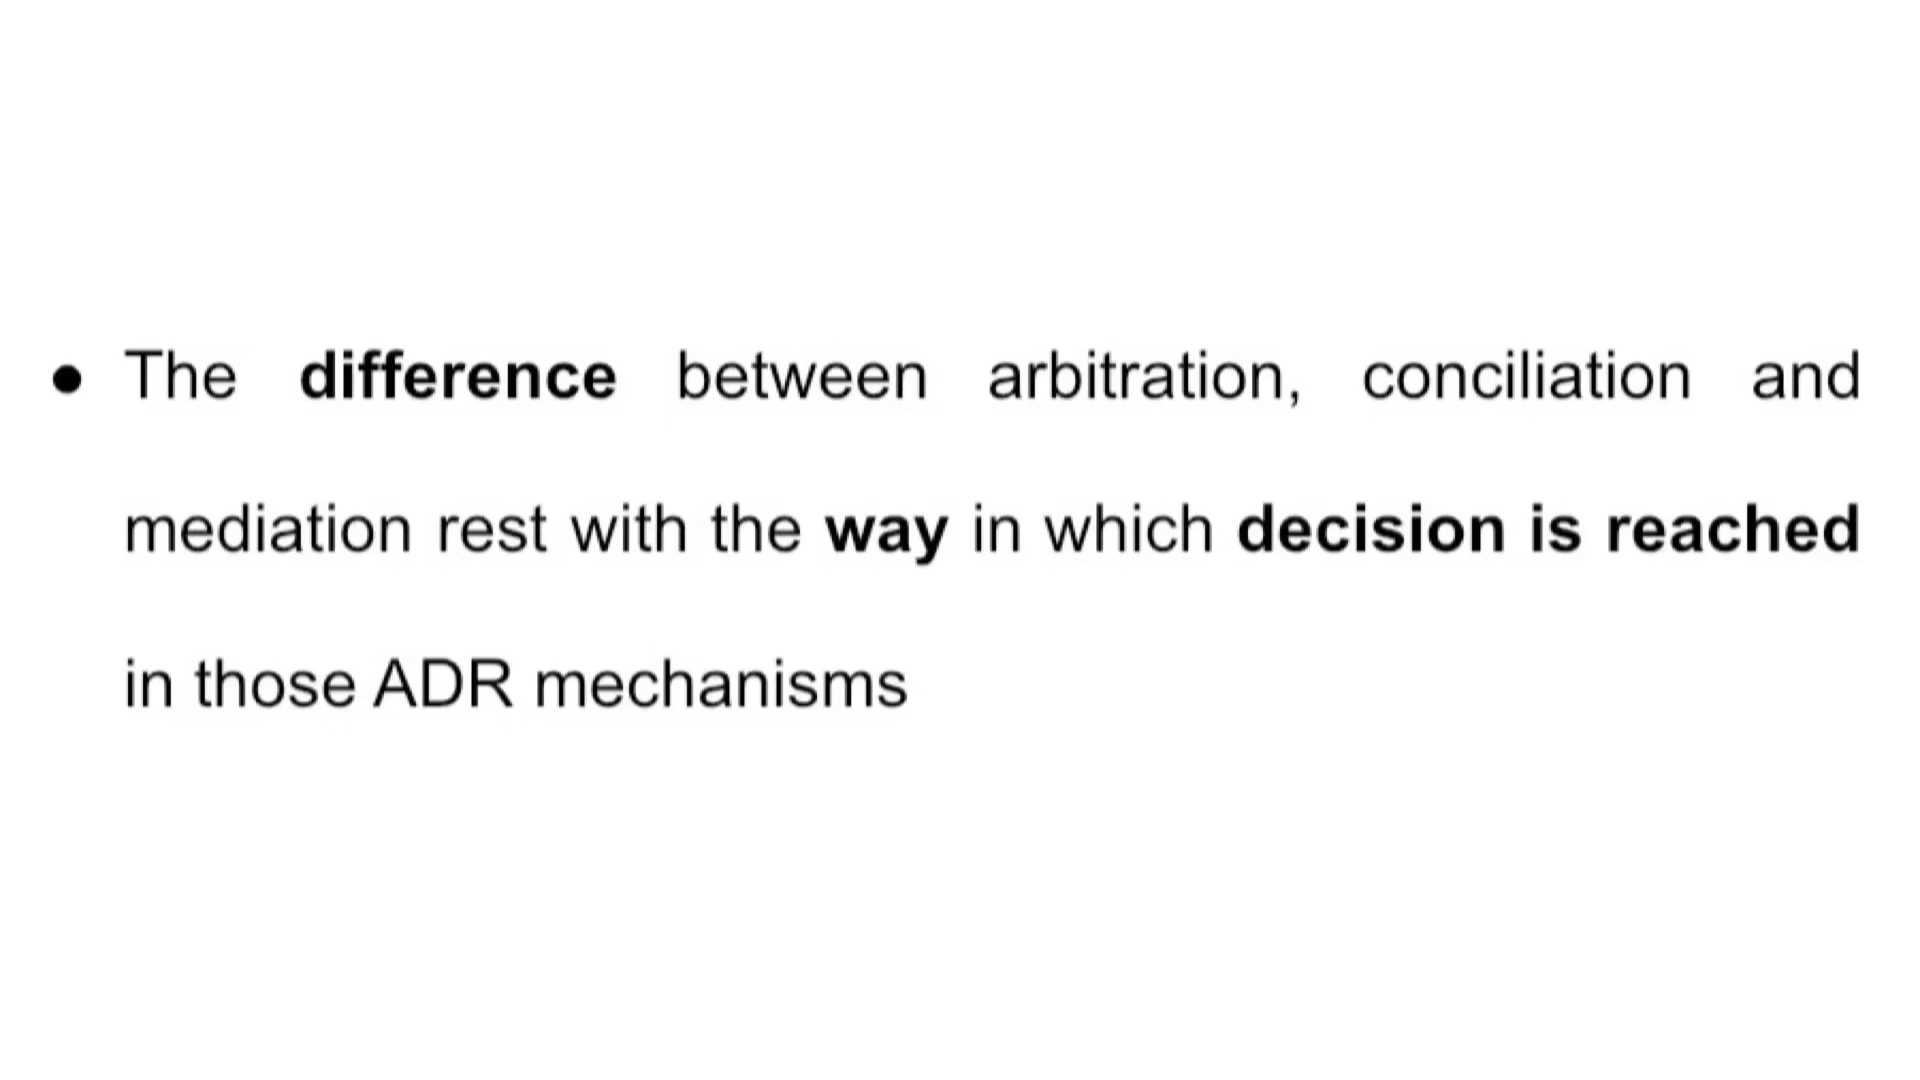 ● The difference between arbitration, conciliation and
mediation rest with the way in which decision is reached
in those ADR mechanisms